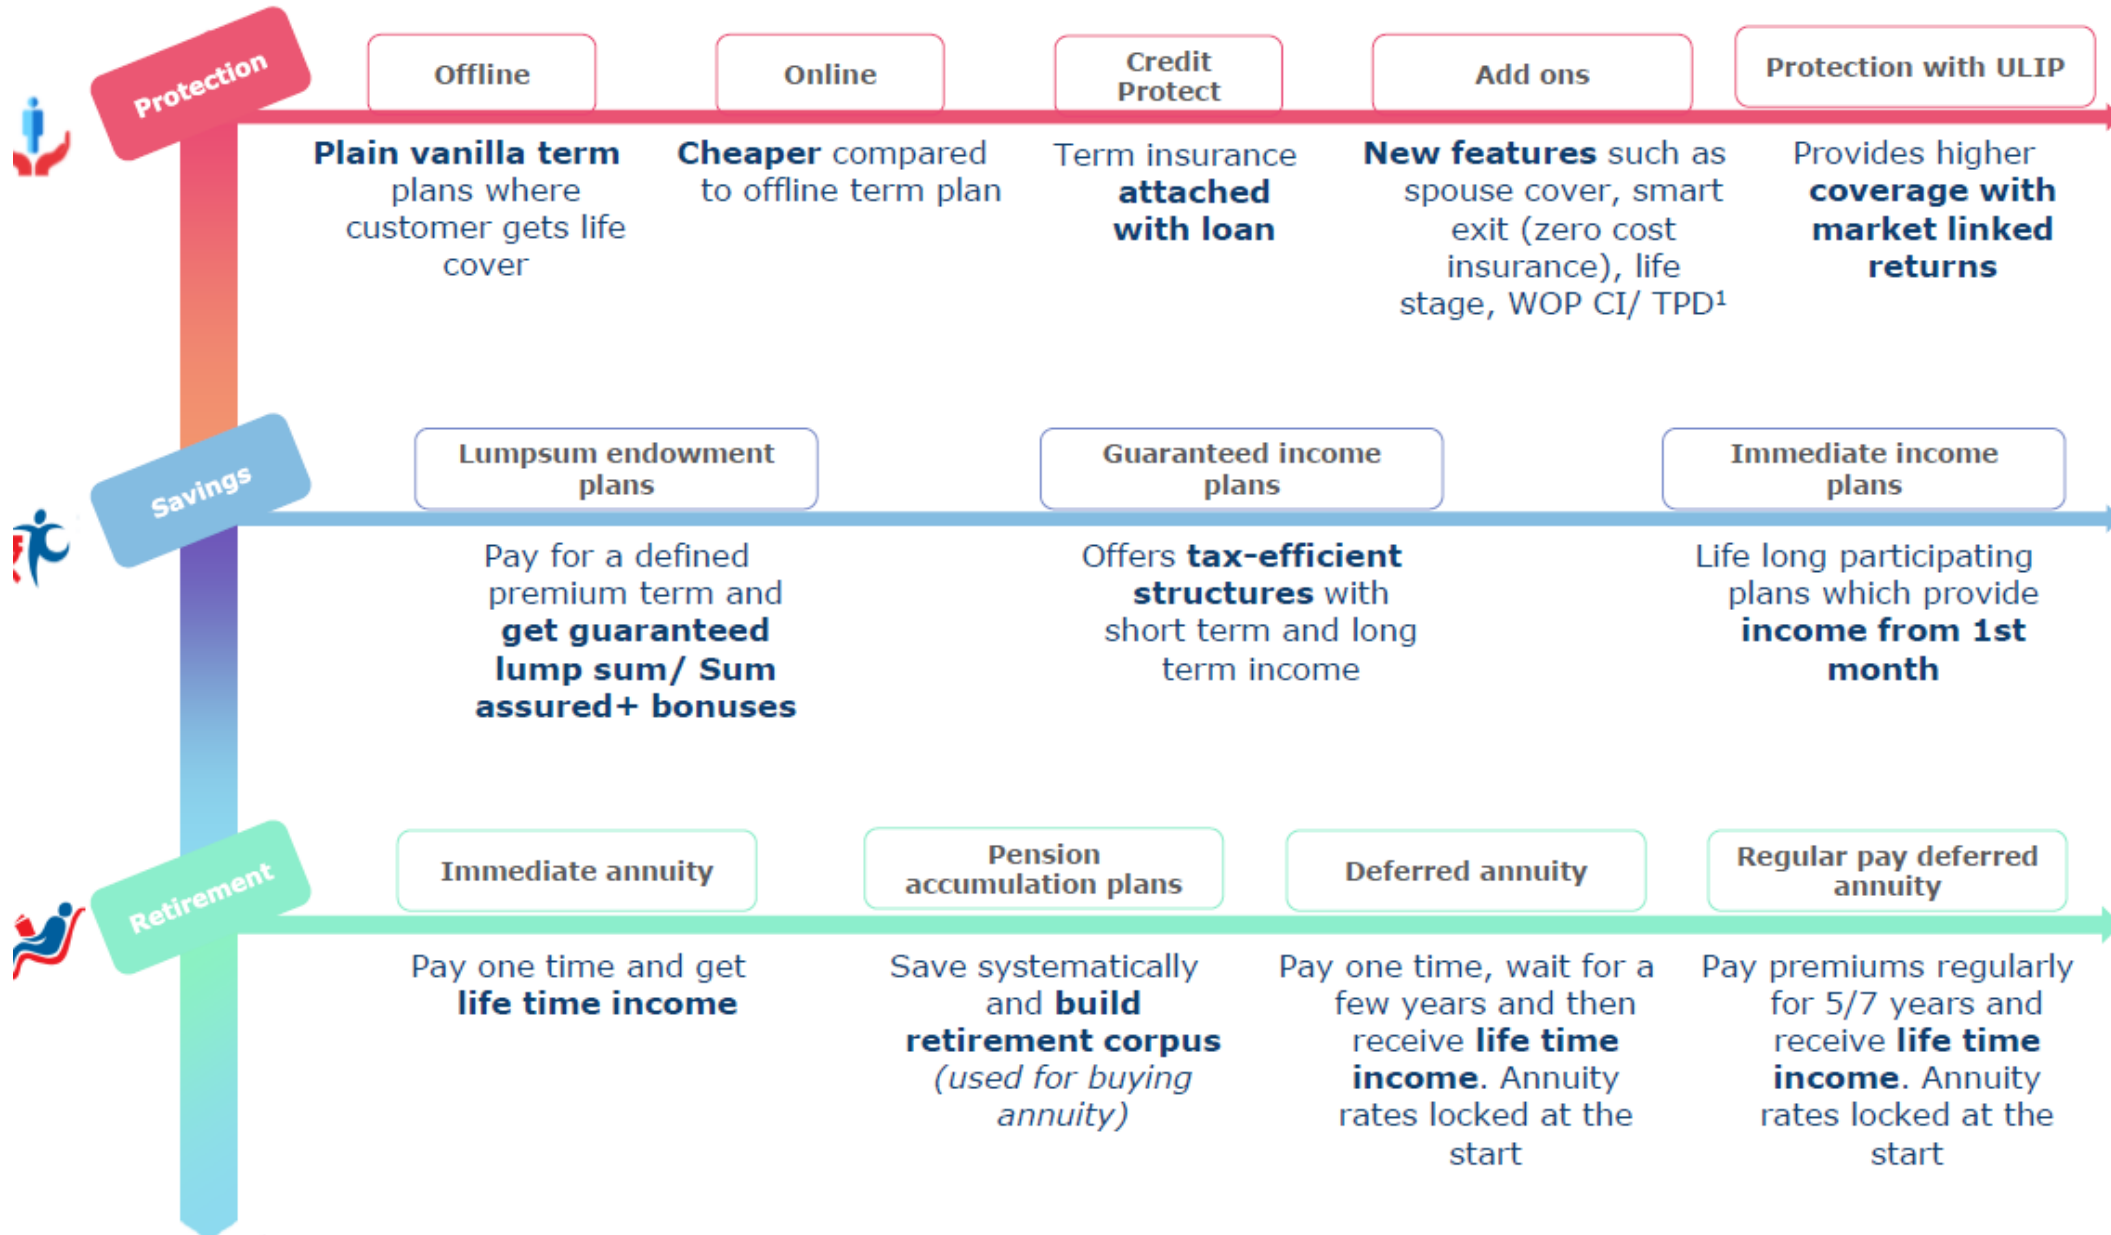 Protection
Offline
Online
Credit
Protect
Add ons
Protection with ULIP
Plain vanilla term
plans where
customer gets life
cover
Cheaper compared
to offline term plan
Term insurance
attached
with loan
New features such as
spouse cover, smart
exit (zero cost
insurance), life
stage, WOP CI/ TPD¹
Provides higher
coverage with
market linked
returns
Savings
Lumpsum endowment
plans
Guaranteed income
plans
Immediate income
plans
Pay for a defined
premium term and
get guaranteed
lump sum/ Sum
assured+ bonuses
Offers tax-efficient
structures with
short term and long
term income
Life long participating
plans which provide
income from 1st
month
Retirement
Immediate annuity
Pension
accumulation plans
Deferred annuity
Regular pay deferred
annuity
Pay one time and get
life time income
Save systematically
and build
retirement corpus
(used for buying
annuity)
Pay one time, wait for a
few years and then
receive life time
income. Annuity
rates locked at the
start
Pay premiums regularly
for 5/7 years and
receive life time
income. Annuity
rates locked at the
start